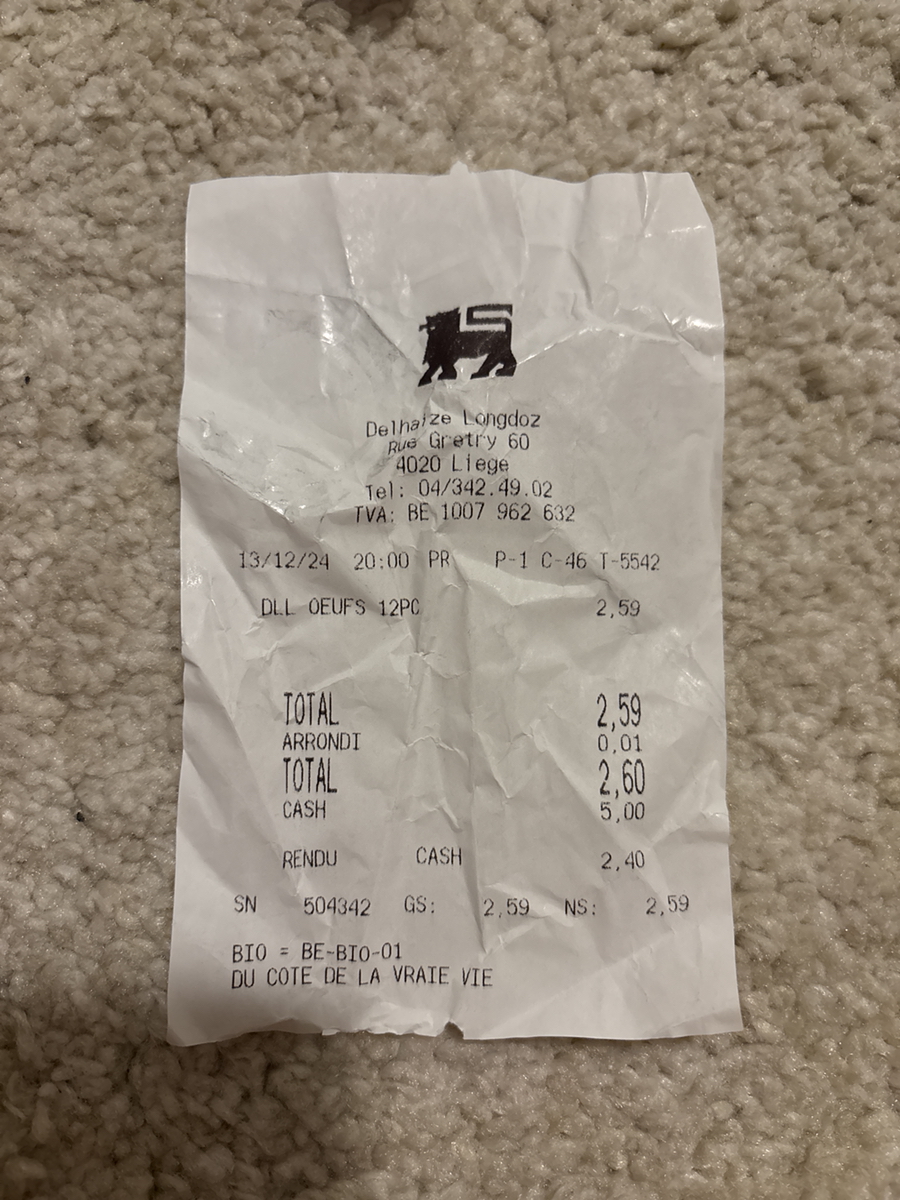 Delhaize Longdoz
Rue Gretry 60
4020 Liege
Tel: 04/342.49.02
TVA: BE 1007 962 632
13/12/24 20:00 PR P-1 C-46 T-5542
DLL OEUFS 12PC 2,59
TOTAL 2,59
ARRONDI 0,01
TOTAL 2,60
CASH 5,00
RENDU CASH 2,40
SN 504342 GS: 2,59 NS: 2,59
BIO = BE-BIO-01
DU COTE DE LA VRAIE VIE